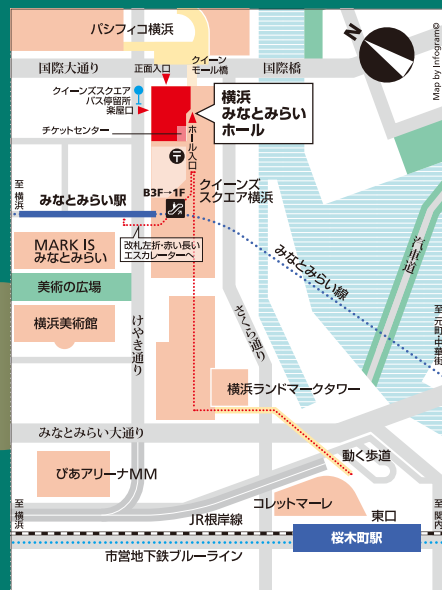 パシフィコ横浜
N
Map by Infogram©
国際大通り
正面入口
クイーン
モール橋
国際橋
クイーンズスクエア
バス停留所
楽屋口
横浜
みなとみらい
ホール
チケットセンター
ホール入口
至横浜
みなとみらい駅
B3F→1F
クイーンズ
スクエア横浜
改札左折・赤い長い
エスカレーターへ
MARK IS
みなとみらい
美術の広場
横浜美術館
けやき通り
さくら通り
みなとみらい線
汽車道
至元町・中華街
横浜ランドマークタワー
みなとみらい大通り
ぴあアリーナMM
動く歩道
コレットマーレ
至横浜
JR根岸線
東口
至関内
桜木町駅
市営地下鉄ブルーライン